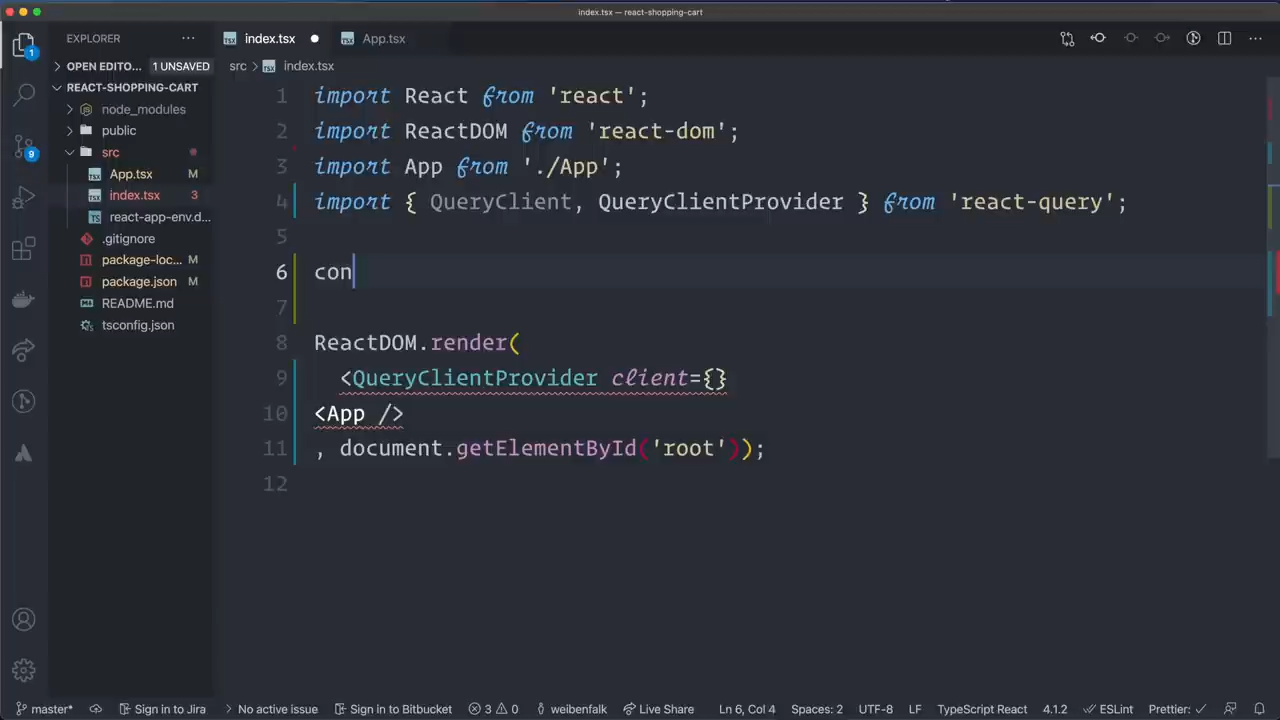 index.tsx — react-shopping-cart
EXPLORER
index.tsx
App.tsx
OPEN EDITO... 1 UNSAVED
src > index.tsx
REACT-SHOPPING-CART
node_modules
public
src
App.tsx M
index.tsx 3
react-app-env.d...
.gitignore
package-loc... M
package.json M
README.md
tsconfig.json
1
9
1 import React from 'react';
2 import ReactDOM from 'react-dom';
3 import App from './App';
4 import { QueryClient, QueryClientProvider } from 'react-query';
5
6 con
7
8 ReactDOM.render(
9 <QueryClientProvider client={}
10 <App />
11 , document.getElementById('root'));
12
master* Sign in to Jira No active issue Sign in to Bitbucket 3 0 weibenfalk Live Share Ln 6, Col 4 Spaces: 2 UTF-8 LF TypeScript React 4.1.2 ESLint Prettier: ✓